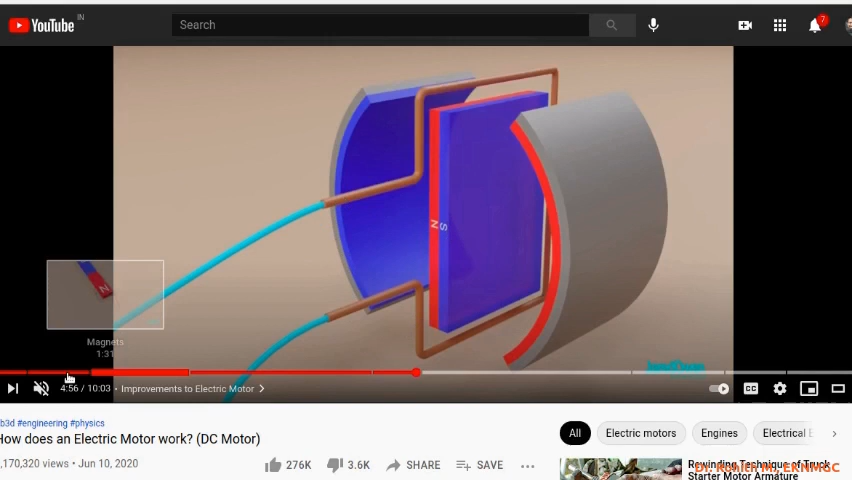 YouTube IN
Search
7
N S
N
Magnets
1:31
4:56 / 10:03 • Improvements to Electric Motor
CC
b3d #engineering #physics
How does an Electric Motor work? (DC Motor)
,170,320 views • Jun 10, 2020
276K
3.6K
SHARE
SAVE
All
Electric motors
Engines
Electrical E
Rewinding Technique of Truck
Starter Motor Armature